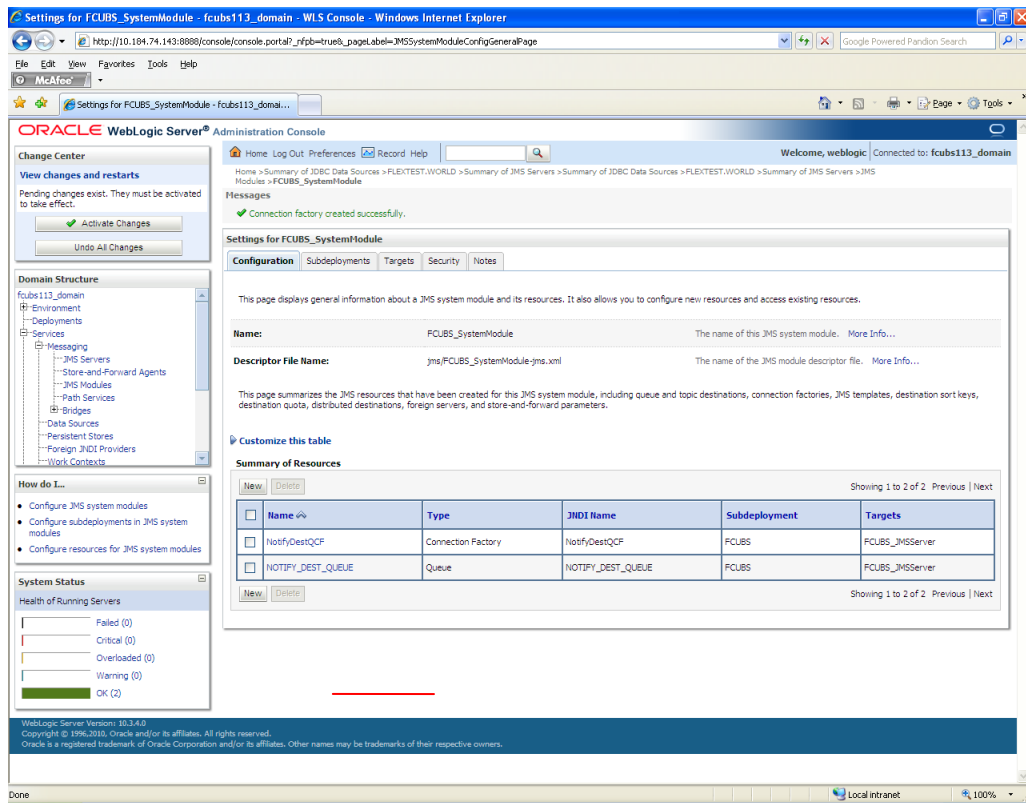 Settings for FCUBS_SystemModule - fcubs113_domain - WLS Console - Windows Internet Explorer
http://10.184.74.143:8888/console/console.portal?_nfpb=true&_pageLabel=JMSSystemModuleConfigGeneralPage
Google Powered Pandion Search
File Edit View Favorites Tools Help
McAfee
Settings for FCUBS_SystemModule - fcubs113_domai...
Page Tools
ORACLE WebLogic Server® Administration Console
Change Center
View changes and restarts
Pending changes exist. They must be activated
to take effect.
Activate Changes
Undo All Changes
Domain Structure
fcubs113_domain
Environment
Deployments
Services
Messaging
JMS Servers
Store-and-Forward Agents
JMS Modules
Path Services
Bridges
Data Sources
Persistent Stores
Foreign JNDI Providers
Work Contexts
How do I...
Configure JMS system modules
Configure subdeployments in JMS system
modules
Configure resources for JMS system modules
System Status
Health of Running Servers
Failed (0)
Critical (0)
Overloaded (0)
Warning (0)
OK (2)
Home Log Out Preferences Record Help
Welcome, weblogic Connected to: fcubs113_domain
Home >Summary of JDBC Data Sources >FLEXTEST.WORLD >Summary of JMS Servers >Summary of JDBC Data Sources >FLEXTEST.WORLD >Summary of JMS Servers >JMS
Modules >FCUBS_SystemModule
Messages
Connection factory created successfully.
Settings for FCUBS_SystemModule
Configuration Subdeployments Targets Security Notes
This page displays general information about a JMS system module and its resources. It also allows you to configure new resources and access existing resources.
Name: FCUBS_SystemModule The name of this JMS system module. More Info...
Descriptor File Name: jms/FCUBS_SystemModule-jms.xml The name of the JMS module descriptor file. More Info...
This page summarizes the JMS resources that have been created for this JMS system module, including queue and topic destinations, connection factories, JMS templates, destination sort keys,
destination quota, distributed destinations, foreign servers, and store-and-forward parameters.
Customize this table
Summary of Resources
New Delete Showing 1 to 2 of 2 Previous | Next
Name Type JNDI Name Subdeployment Targets
NotifyDestQCF Connection Factory NotifyDestQCF FCUBS FCUBS_JMSServer
NOTIFY_DEST_QUEUE Queue NOTIFY_DEST_QUEUE FCUBS FCUBS_JMSServer
New Delete Showing 1 to 2 of 2 Previous | Next
WebLogic Server Version: 10.3.4.0
Copyright © 1996,2010, Oracle and/or its affiliates. All rights reserved.
Oracle is a registered trademark of Oracle Corporation and/or its affiliates. Other names may be trademarks of their respective owners.
Done Local intranet 100%